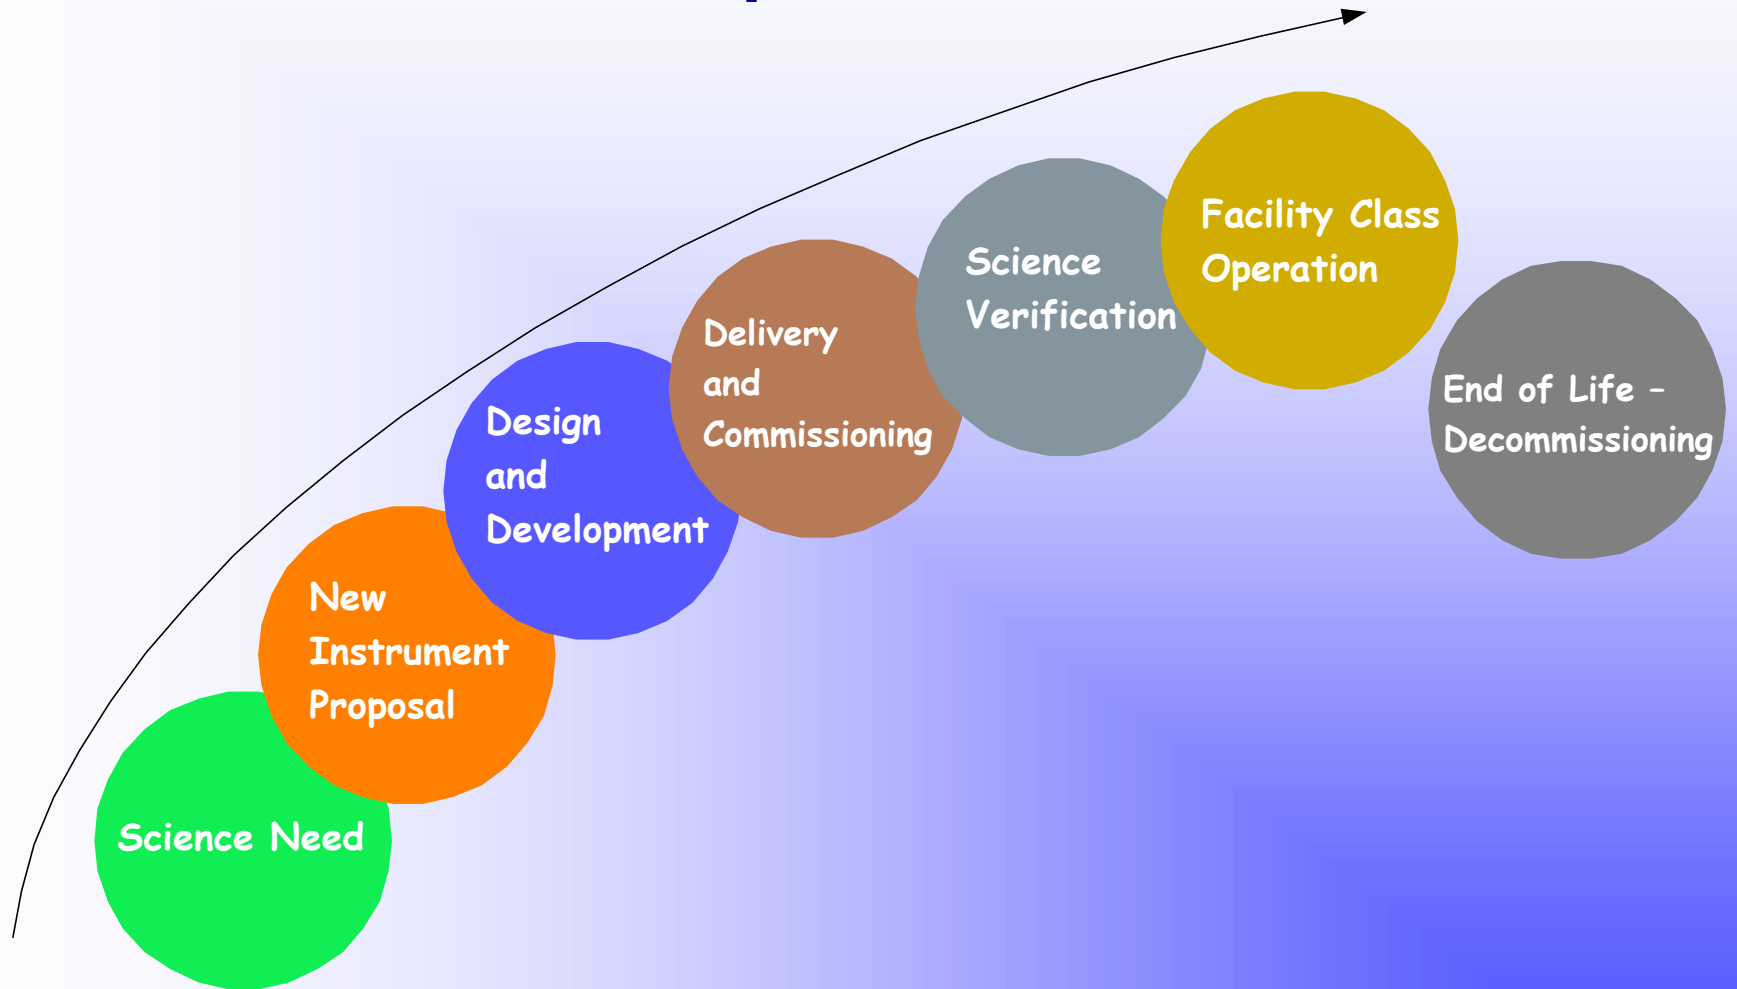 Science Need
New
Instrument
Proposal
Design
and
Development
Delivery
and
Commissioning
Science
Verification
Facility Class
Operation
End of Life -
Decommissioning